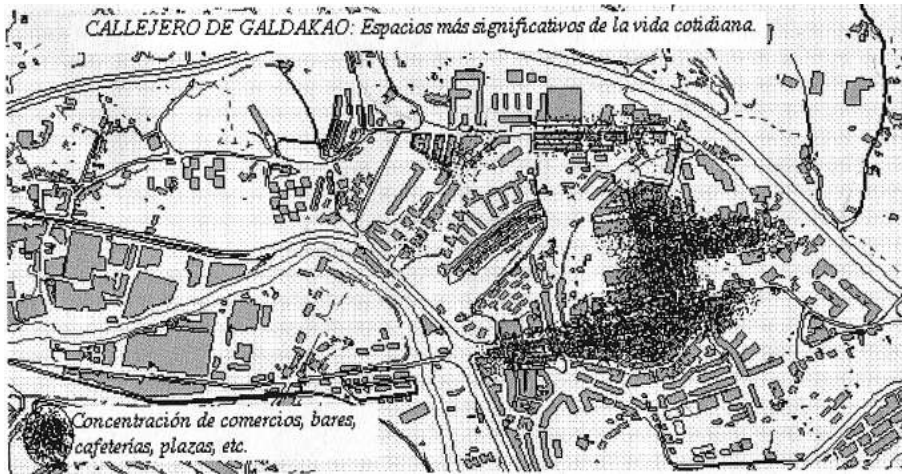 CALLEJERO DE GALDAKAO: Espacios más significativos de la vida cotidiana.
Concentración de comercios, bares,
cafeterías, plazas, etc.